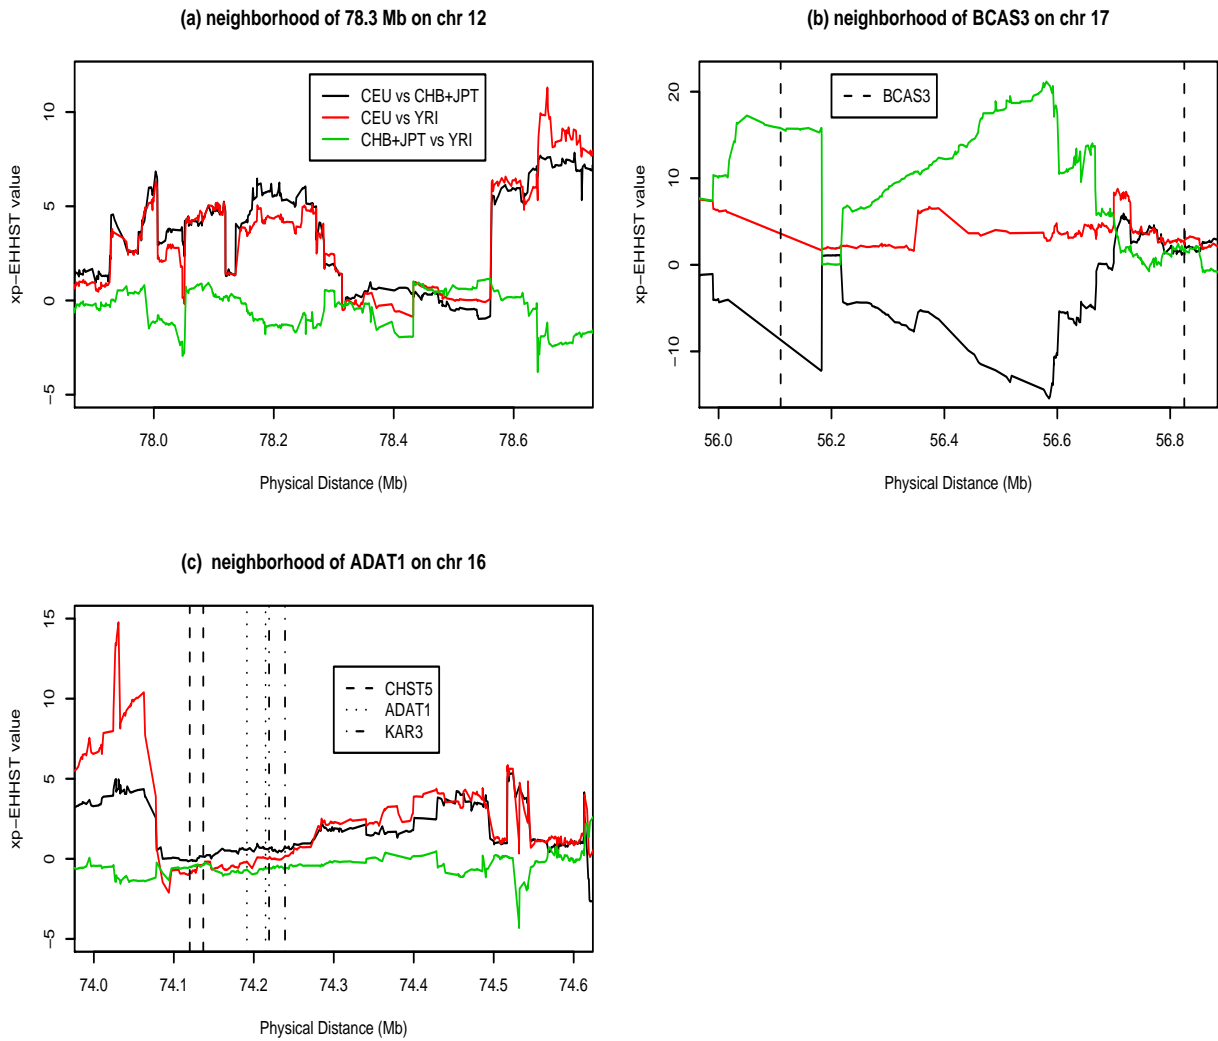 (a) neighborhood of 78.3 Mb on chr 12
CEU vs CHB+JPT
CEU vs YRI
CHB+JPT vs YRI
xp−EHHST value
10
5
0
−5
78.0 78.2 78.4 78.6
Physical Distance (Mb)
(b) neighborhood of BCAS3 on chr 17
BCAS3
xp−EHHST value
20
10
0
−10
56.0 56.2 56.4 56.6 56.8
Physical Distance (Mb)
(c) neighborhood of ADAT1 on chr 16
CHST5
ADAT1
KAR3
xp−EHHST value
15
10
5
0
−5
74.0 74.1 74.2 74.3 74.4 74.5 74.6
Physical Distance (Mb)